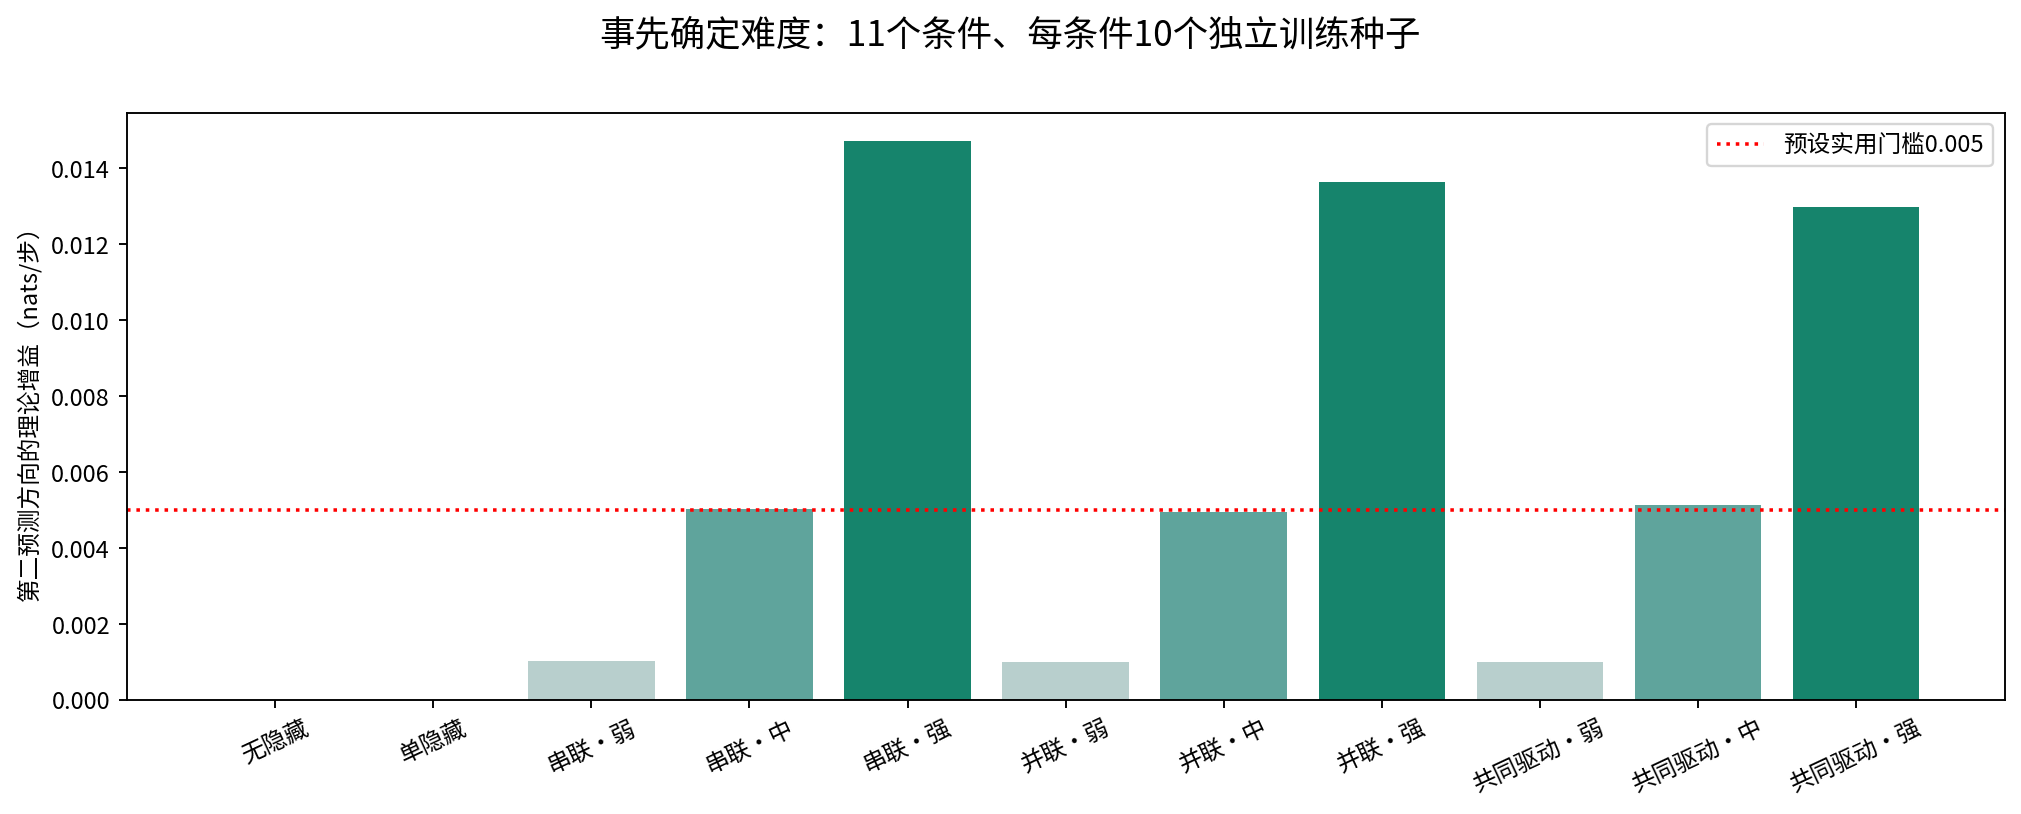 事先确定难度：11个条件、每条件10个独立训练种子
预设实用门槛0.005
第二预测方向的理论增益（nats/步）
0.014
0.012
0.010
0.008
0.006
0.004
0.002
0.000
无隐藏
单隐藏
串联·弱
串联·中
串联·强
并联·弱
并联·中
并联·强
共同驱动·弱
共同驱动·中
共同驱动·强